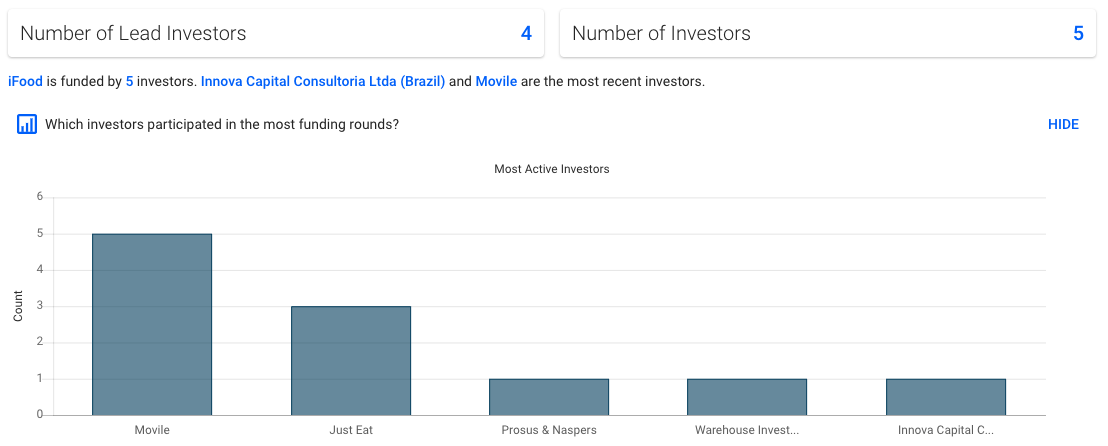 Number of Lead Investors 4
Number of Investors 5
iFood is funded by 5 investors. Innova Capital Consultoria Ltda (Brazil) and Movile are the most recent investors.
Which investors participated in the most funding rounds? HIDE
Most Active Investors
6
5
4
3
2
1
0
Count
Movile Just Eat Prosus & Naspers Warehouse Invest... Innova Capital C...